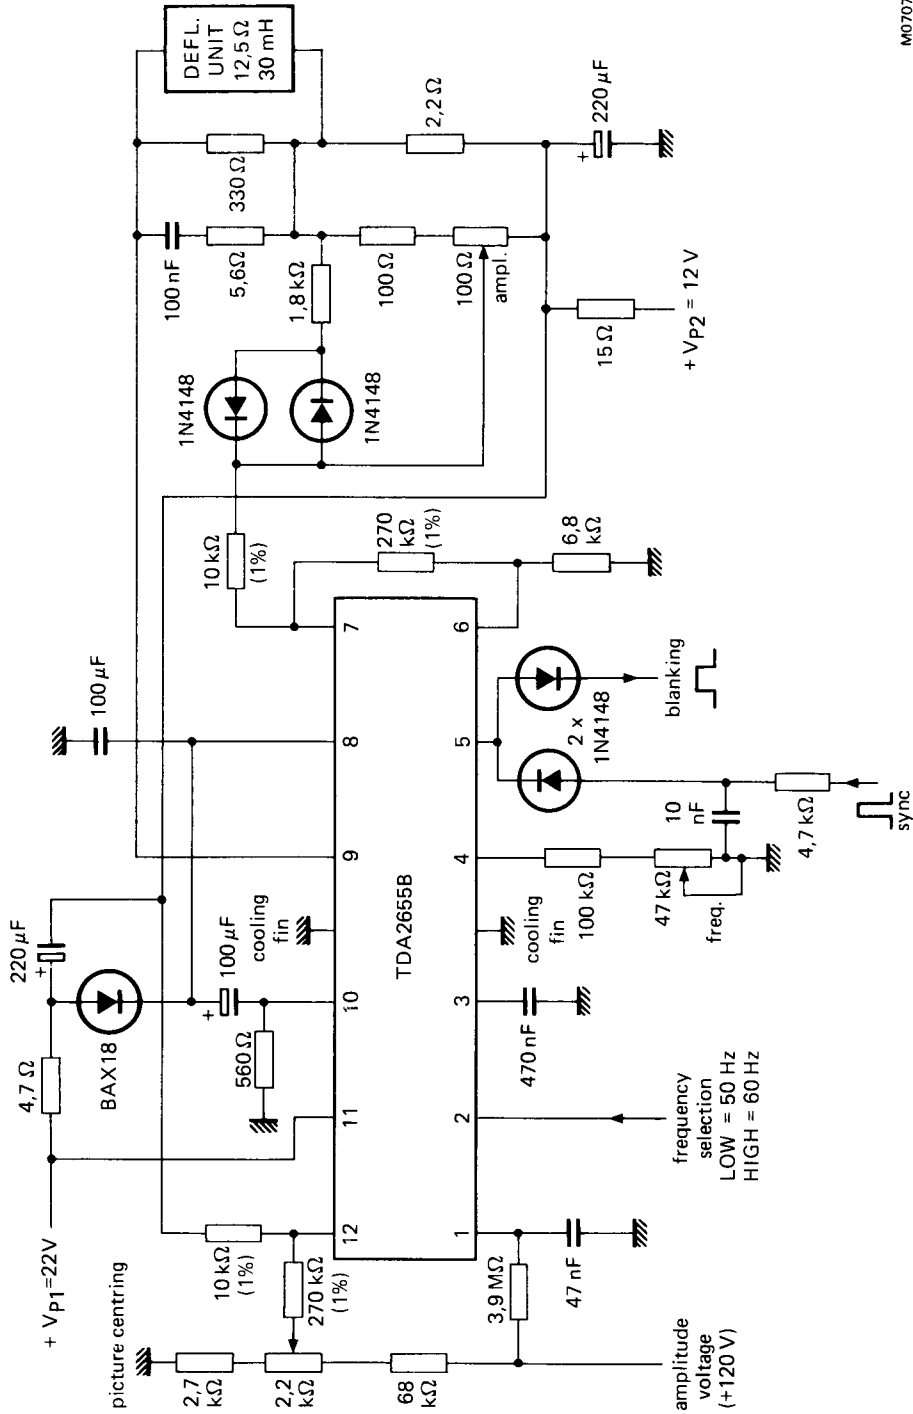 M0707
DEFL.
UNIT
12,5 Ω
30 mH
330 Ω
2,2 Ω
+
220 μF
100 nF
5,6Ω
1,8 kΩ
100 Ω
100 Ω
ampl.
15 Ω
+ VP2 = 12 V
1N4148
1N4148
10 kΩ
(1%)
270
kΩ
(1%)
6,8
kΩ
100 μF
7
6
8
5
9
4
10
3
11
2
12
1
TDA2655B
2 x
1N4148
blanking
10
nF
4,7 kΩ
sync
100 kΩ
47 kΩ
freq.
cooling
fin
cooling
fin
220 μF
+
BAX18
4,7 Ω
+
100 μF
560 Ω
470 nF
frequency
selection
LOW = 50 Hz
HIGH = 60 Hz
+ VP1=22V
picture centring
10 kΩ
(1%)
270 kΩ
(1%)
2,7
kΩ
2,2
kΩ
68
kΩ
3,9 MΩ
47 nF
amplitude
voltage
(+120 V)